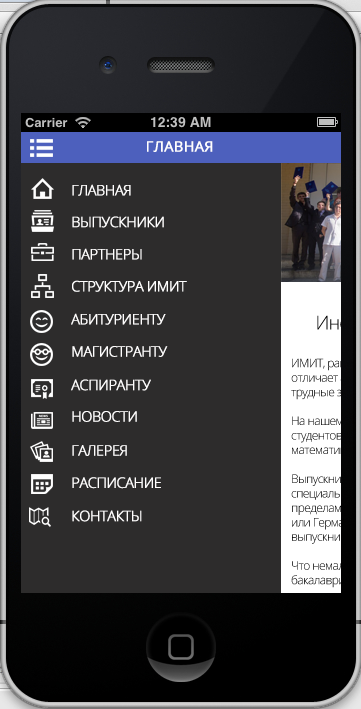 Carrier 12:39 AM
ГЛАВНАЯ
ГЛАВНАЯ
ВЫПУСКНИКИ
ПАРТНЕРЫ
СТРУКТУРА ИМИТ
АБИТУРИЕНТУ
МАГИСТРАНТУ
АСПИРАНТУ
НОВОСТИ
ГАЛЕРЕЯ
РАСПИСАНИЕ
КОНТАКТЫ
Ин
ИМИТ, ра
отличает
трудные з
На нашем
студентов
математи
Выпускни
специаль
пределам
или Герма
выпускни
Что немал
бакалаври